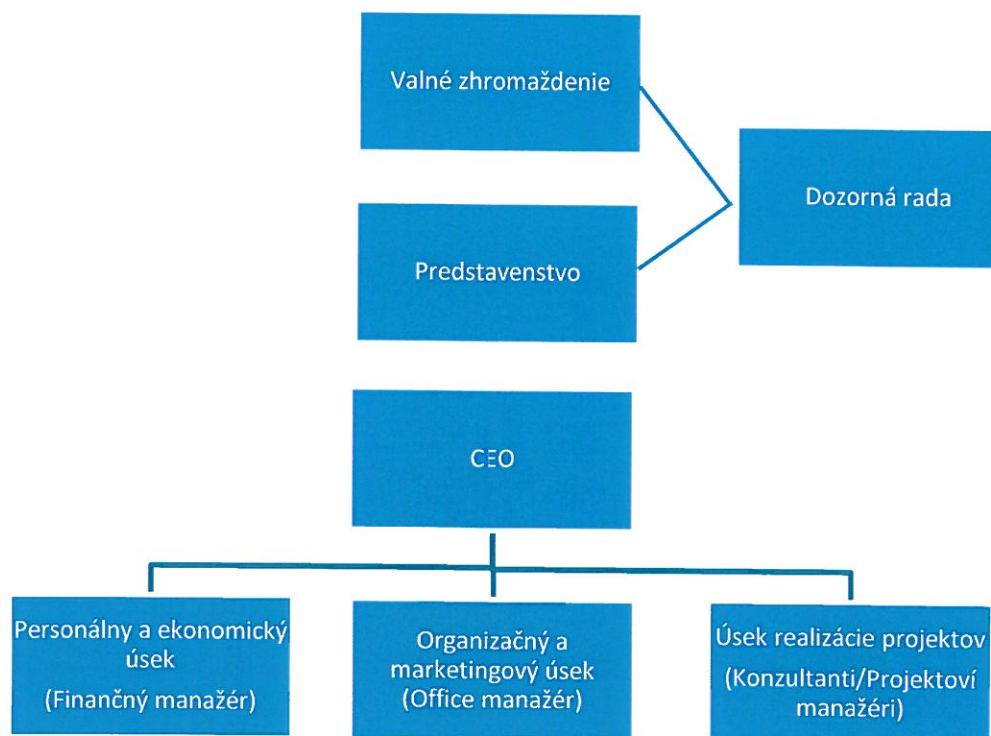 Valné zhromaždenie
Dozorná rada
Predstavenstvo
CEO
Personálny a ekonomický
úsek
(Finančný manažér)
Organizačný a
marketingový úsek
(Office manažér)
Úsek realizácie projektov
(Konzultanti/Projektoví
manažéri)